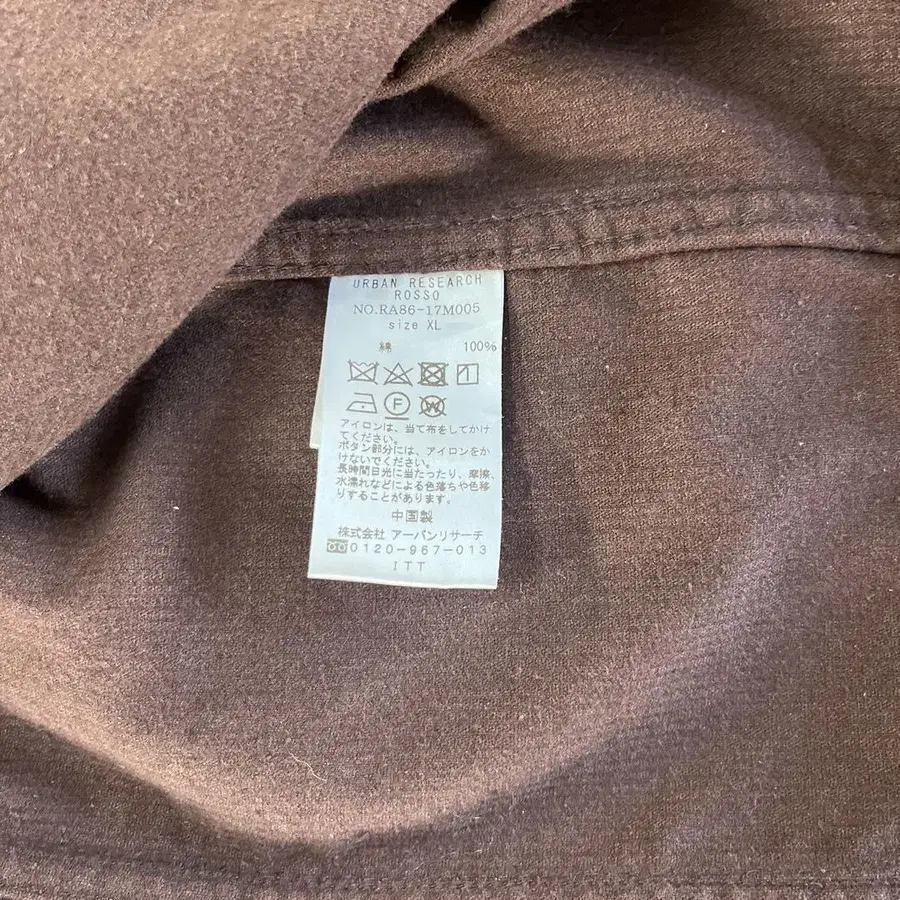 URBAN RESEARCH
ROSSO
NO.RA86-17M005
size XL
綿 100%
F W
アイロンは、当て布をしてかけ
てください。
ボタン部分には、アイロンをか
けないでください。
長時間日光に当たったり、摩擦、
水濡れなどによる色落ちや色移
りすることがあります。
中国製
株式会社 アーバンリサーチ
0120-967-013
ITT